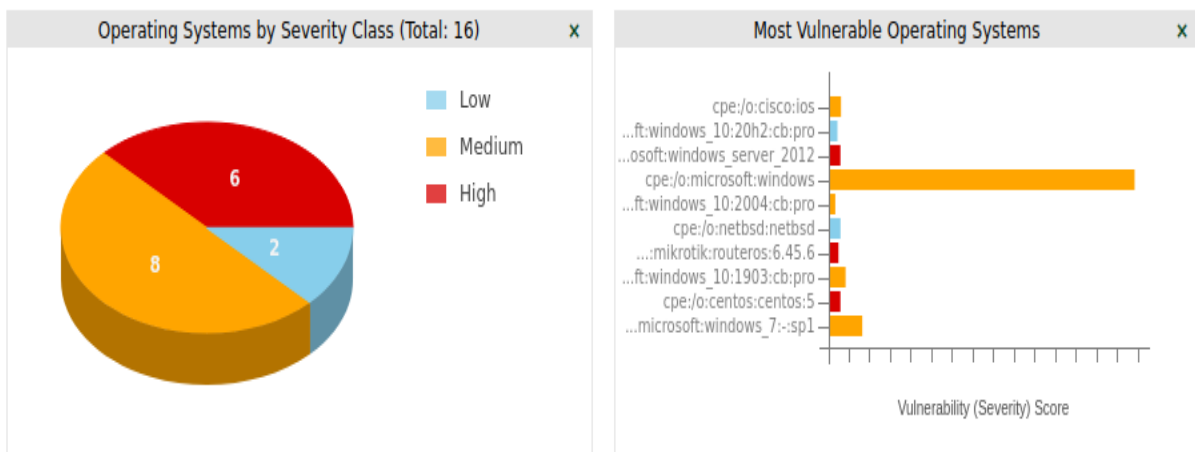 Operating Systems by Severity Class (Total: 16) x
Low
Medium
High
6
8
2
Most Vulnerable Operating Systems x
cpe:/o:cisco:ios
...ft:windows_10:20h2:cb:pro
...osoft:windows_server_2012
cpe:/o:microsoft:windows
...ft:windows_10:2004:cb:pro
cpe:/o:netbsd:netbsd
...:mikrotik:routeros:6.45.6
...ft:windows_10:1903:cb:pro
cpe:/o:centos:centos:5
...microsoft:windows_7:-:sp1
Vulnerability (Severity) Score